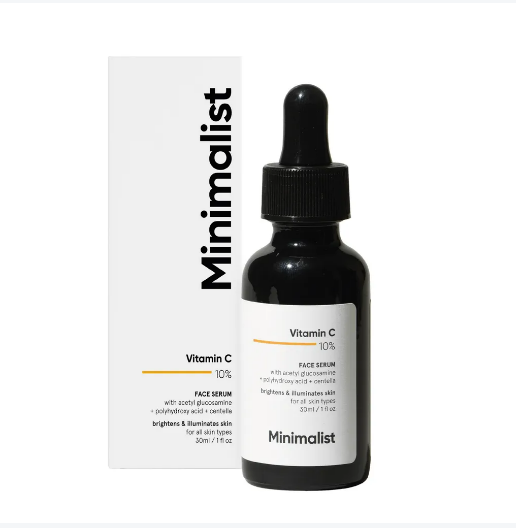 Minimalist
Vitamin C
10%
FACE SERUM
with acetyl glucosamine
+ polyhydroxy acid + centella
brightens & illuminates skin
for all skin types
30ml / 1 fl oz
Vitamin C
10%
FACE SERUM
with acetyl glucosamine
+ polyhydroxy acid + centella
brightens & illuminates skin
for all skin types
30ml / 1 fl oz
Minimalist